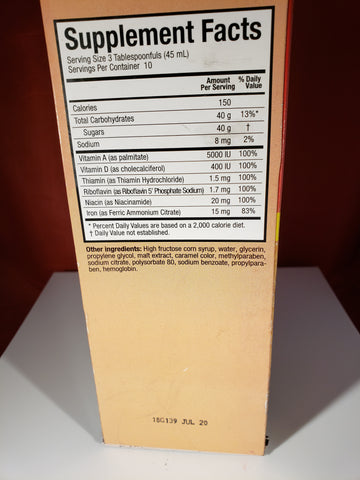 Supplement Facts
Serving Size 3 Tablespoonfuls (45 mL)
Servings Per Container 10
Amount Per Serving % Daily Value
Calories 150
Total Carbohydrates 40 g 13%*
Sugars 40 g †
Sodium 8 mg 2%
Vitamin A (as palmitate) 5000 IU 100%
Vitamin D (as cholecalciferol) 400 IU 100%
Thiamin (as Thiamin Hydrochloride) 1.5 mg 100%
Riboflavin (as Riboflavin 5' Phosphate Sodium) 1.7 mg 100%
Niacin (as Niacinamide) 20 mg 100%
Iron (as Ferric Ammonium Citrate) 15 mg 83%
* Percent Daily Values are based on a 2,000 calorie diet.
† Daily Value not established.
Other ingredients: High fructose corn syrup, water, glycerin,
propylene glycol, malt extract, caramel color, methylparaben,
sodium citrate, polysorbate 80, sodium benzoate, propylpara-
ben, hemoglobin.
18G139 JUL 20